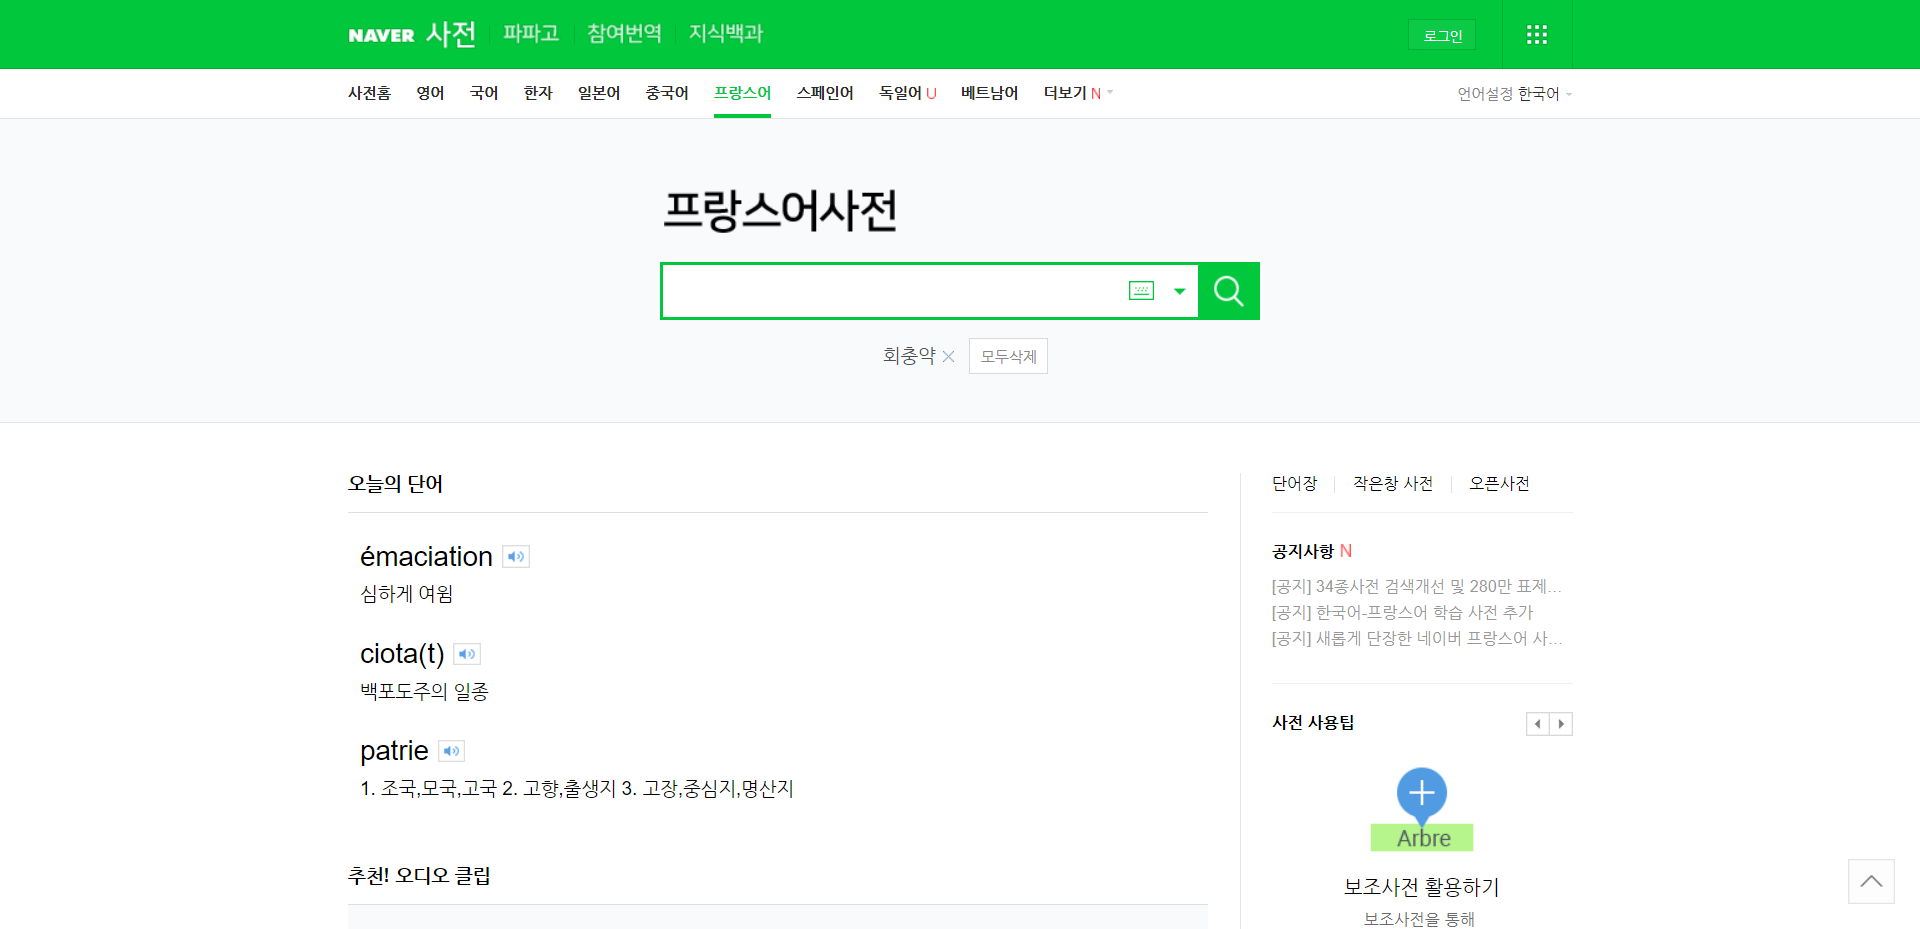 NAVER 사전 파파고 참여번역 지식백과 로그인
사전홈 영어 국어 한자 일본어 중국어 프랑스어 스페인어 독일어 U 베트남어 더보기 N 언어설정 한국어
프랑스어사전
회충약 모두삭제
오늘의 단어
émaciation
심하게 여윔
ciota(t)
백포도주의 일종
patrie
1. 조국,모국,고국 2. 고향,출생지 3. 고장,중심지,명산지
추천! 오디오 클립
단어장 작은창 사전 오픈사전
공지사항 N
[공지] 34종사전 검색개선 및 280만 표제...
[공지] 한국어-프랑스어 학습 사전 추가
[공지] 새롭게 단장한 네이버 프랑스어 사...
사전 사용팁
Arbre
보조사전 활용하기
보조사전을 통해